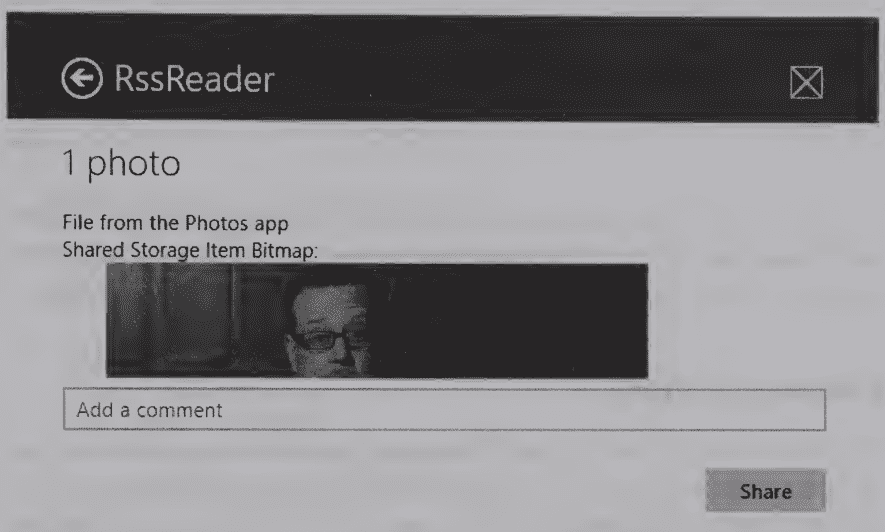 RssReader
1 photo
File from the Photos app
Shared Storage Item Bitmap:
Add a comment
Share